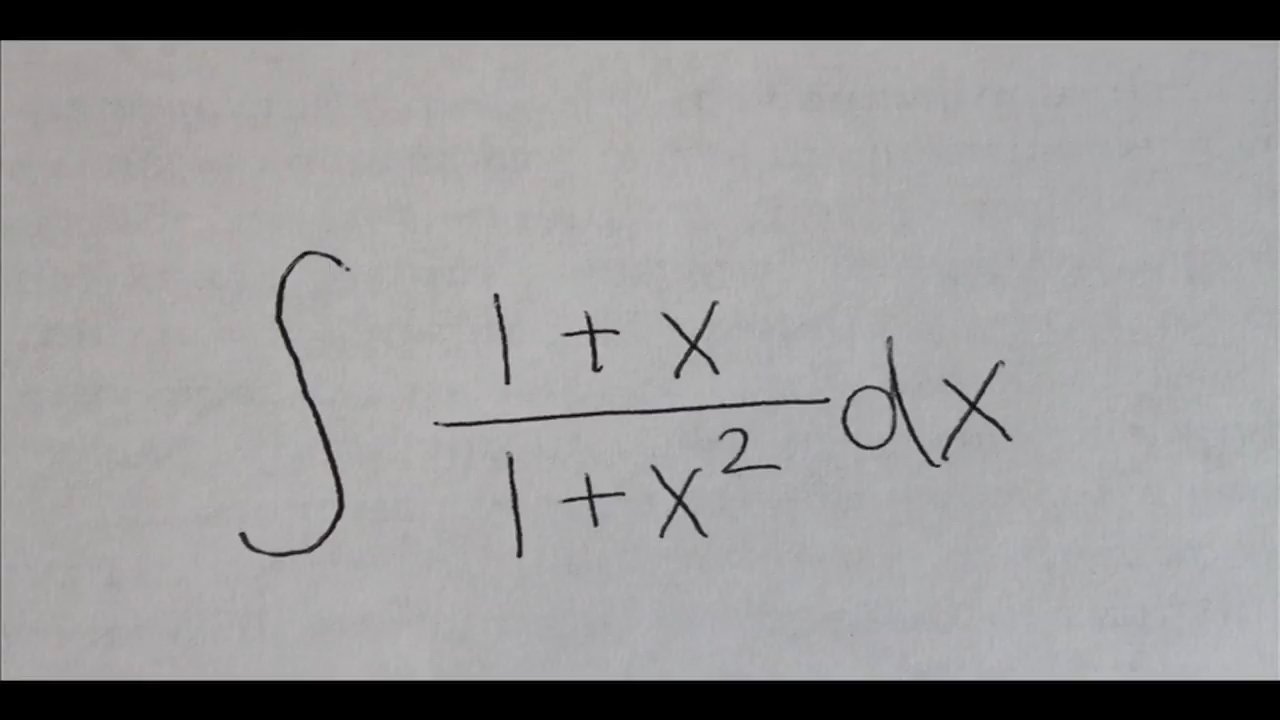 ∫ (1 + x)/(1 + x²) dx